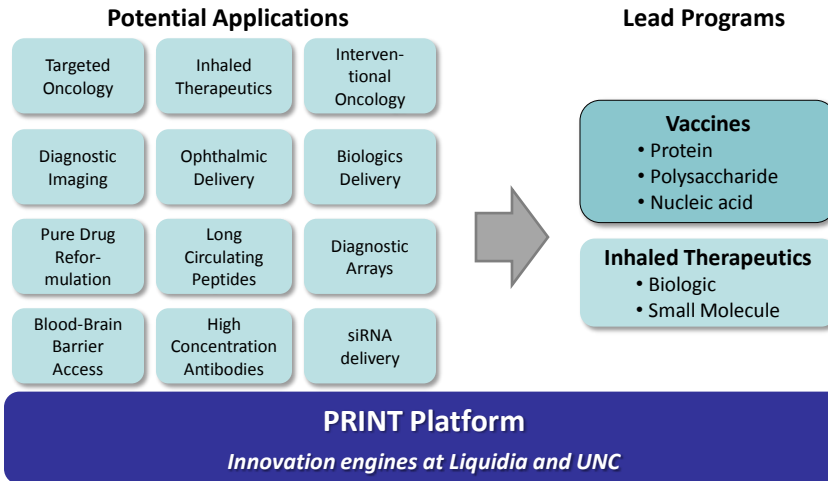 Potential Applications
Lead Programs
Targeted
Oncology
Inhaled
Therapeutics
Interven-
tional
Oncology
Diagnostic
Imaging
Ophthalmic
Delivery
Biologics
Delivery
Pure Drug
Refor-
mulation
Long
Circulating
Peptides
Diagnostic
Arrays
Blood-Brain
Barrier
Access
High
Concentration
Antibodies
siRNA
delivery
Vaccines
• Protein
• Polysaccharide
• Nucleic acid
Inhaled Therapeutics
• Biologic
• Small Molecule
PRINT Platform
Innovation engines at Liquidia and UNC